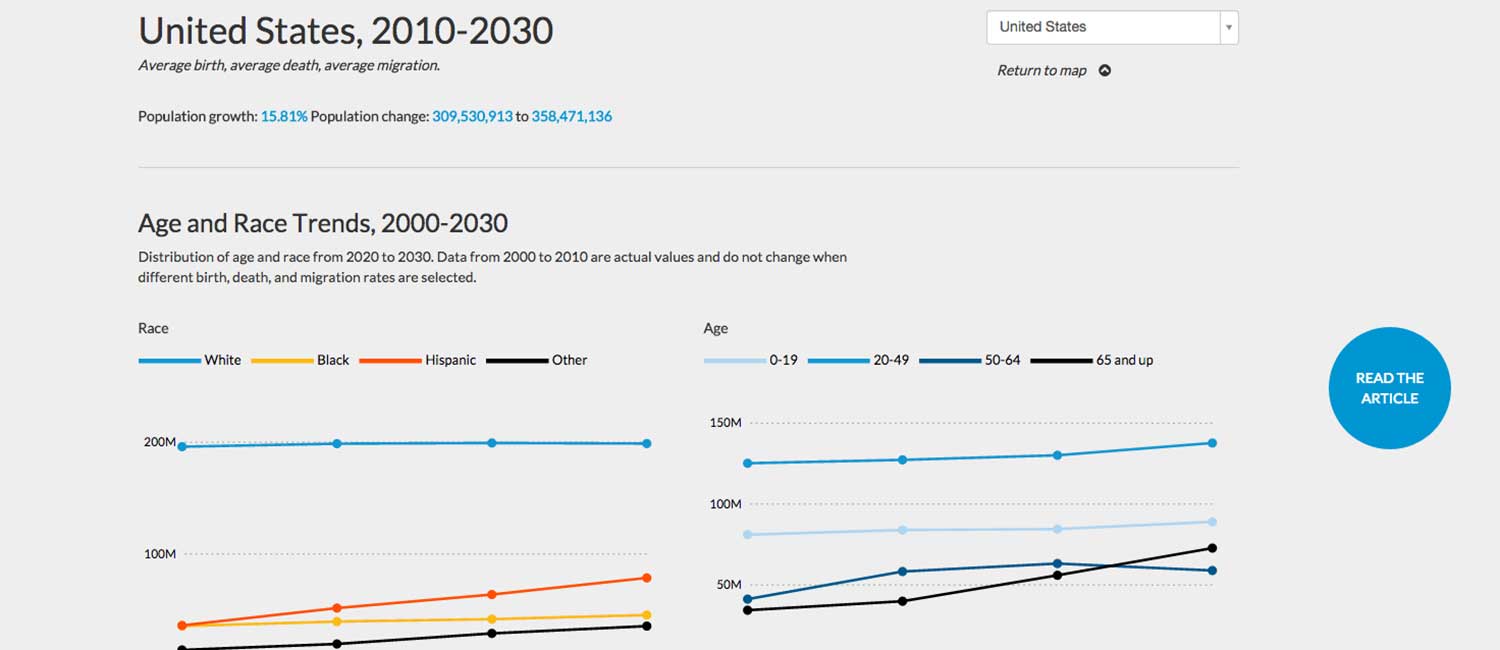 United States, 2010-2030
United States
Average birth, average death, average migration.
Return to map
Population growth: 15.81% Population change: 309,530,913 to 358,471,136
Age and Race Trends, 2000-2030
Distribution of age and race from 2020 to 2030. Data from 2000 to 2010 are actual values and do not change when
different birth, death, and migration rates are selected.
Race
White Black Hispanic Other
200M
100M
Age
0-19 20-49 50-64 65 and up
150M
100M
50M
READ THE
ARTICLE